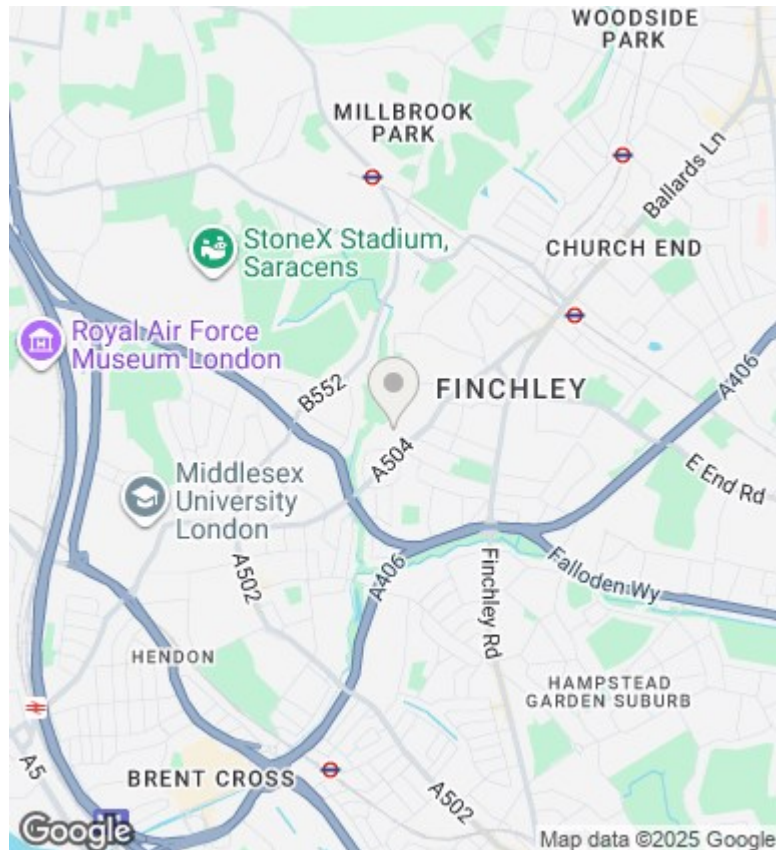 WOODSIDE
PARK
MILLBROOK
PARK
Ballards Ln
StoneX Stadium,
Saracens
CHURCH END
Royal Air Force
Museum London
B552
FINCHLEY
A406
A504
E End Rd
Middlesex
University
London
A502
A406
Finchley Rd
Falloden Wy
HENDON
HAMPSTEAD
GARDEN SUBURB
A5
BRENT CROSS
A502
Google
Map data ©2025 Google